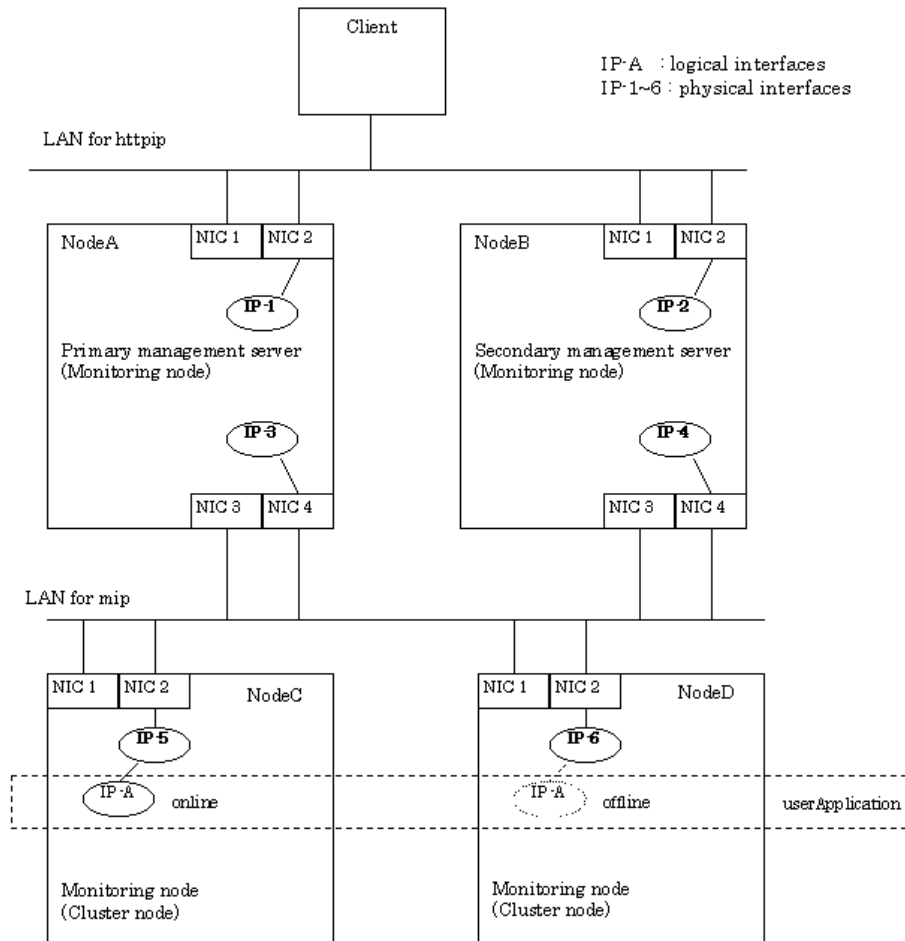 Client
IP-A : logical interfaces
IP-1~6 : physical interfaces
LAN for httpip
NodeA
NIC 1
NIC 2
NodeB
NIC 1
NIC 2
IP-1
IP-2
Primary management server
(Monitoring node)
Secondary management server
(Monitoring node)
IP-3
IP-4
NIC 3
NIC 4
NIC 3
NIC 4
LAN for mip
NIC 1
NIC 2
NodeC
NIC 1
NIC 2
NodeD
IP-5
IP-6
IP-A
online
IP-A
offline
userApplication
Monitoring node
(Cluster node)
Monitoring node
(Cluster node)